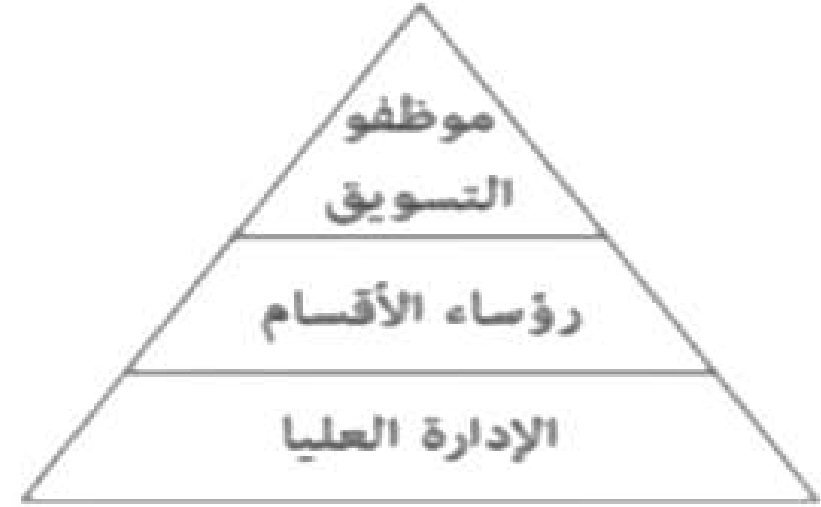 موظفو
التسويق
رؤساء الأقسام
الإدارة العليا